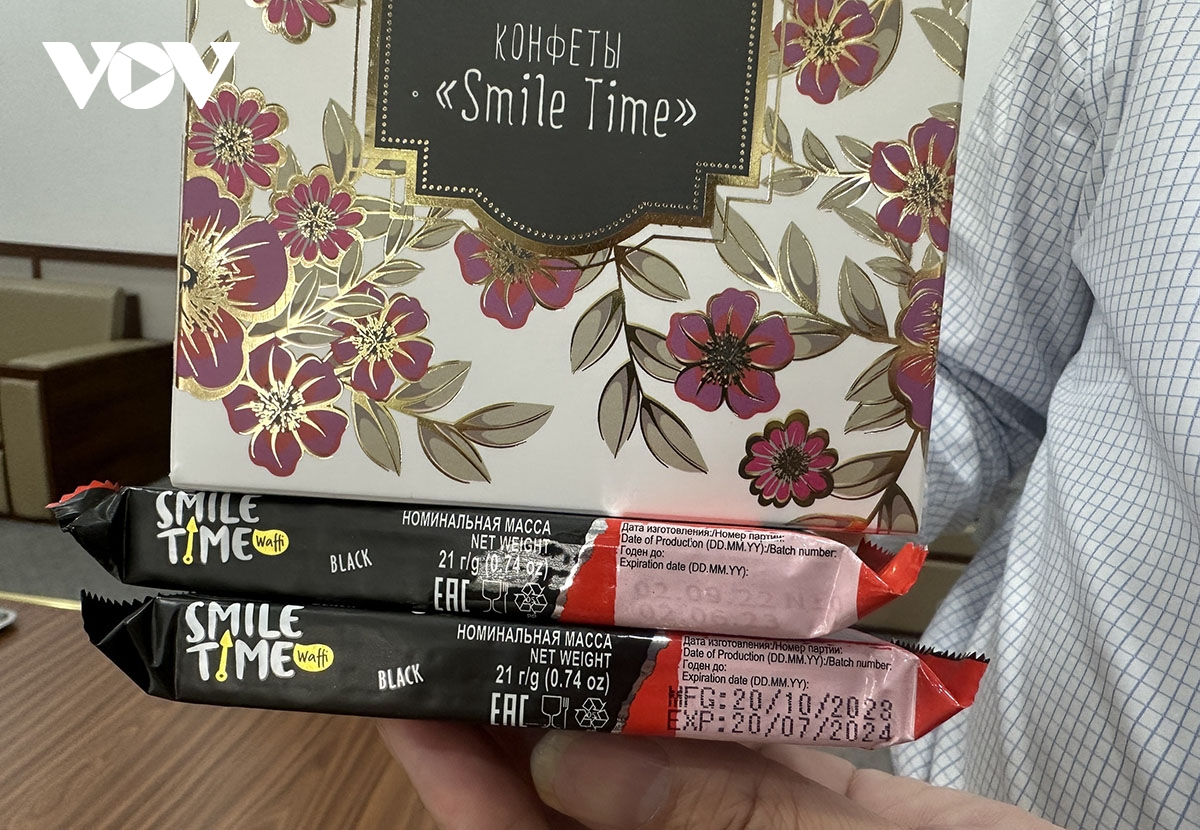 VOV
КОНФЕТЫ
«Smile Time»
SMILE
TIME Waffi
BLACK
НОМИНАЛЬНАЯ МАССА
NET WEIGHT
21 г/g (0.74 oz)
EAC
Дата изготовления:/Номер партии:
Date of Production (DD.MM.YY):/Batch number:
Годен до:
Expiration date (DD.MM.YY):
02 09 22
SMILE
TIME Waffi
BLACK
НОМИНАЛЬНАЯ МАССА
NET WEIGHT
21 г/g (0.74 oz)
EAC
Дата изготовления:/Номер партии:
Date of Production (DD.MM.YY):/Batch number:
Годен до:
Expiration date (DD.MM.YY):
MFG:20/10/2023
EXP:20/07/2024